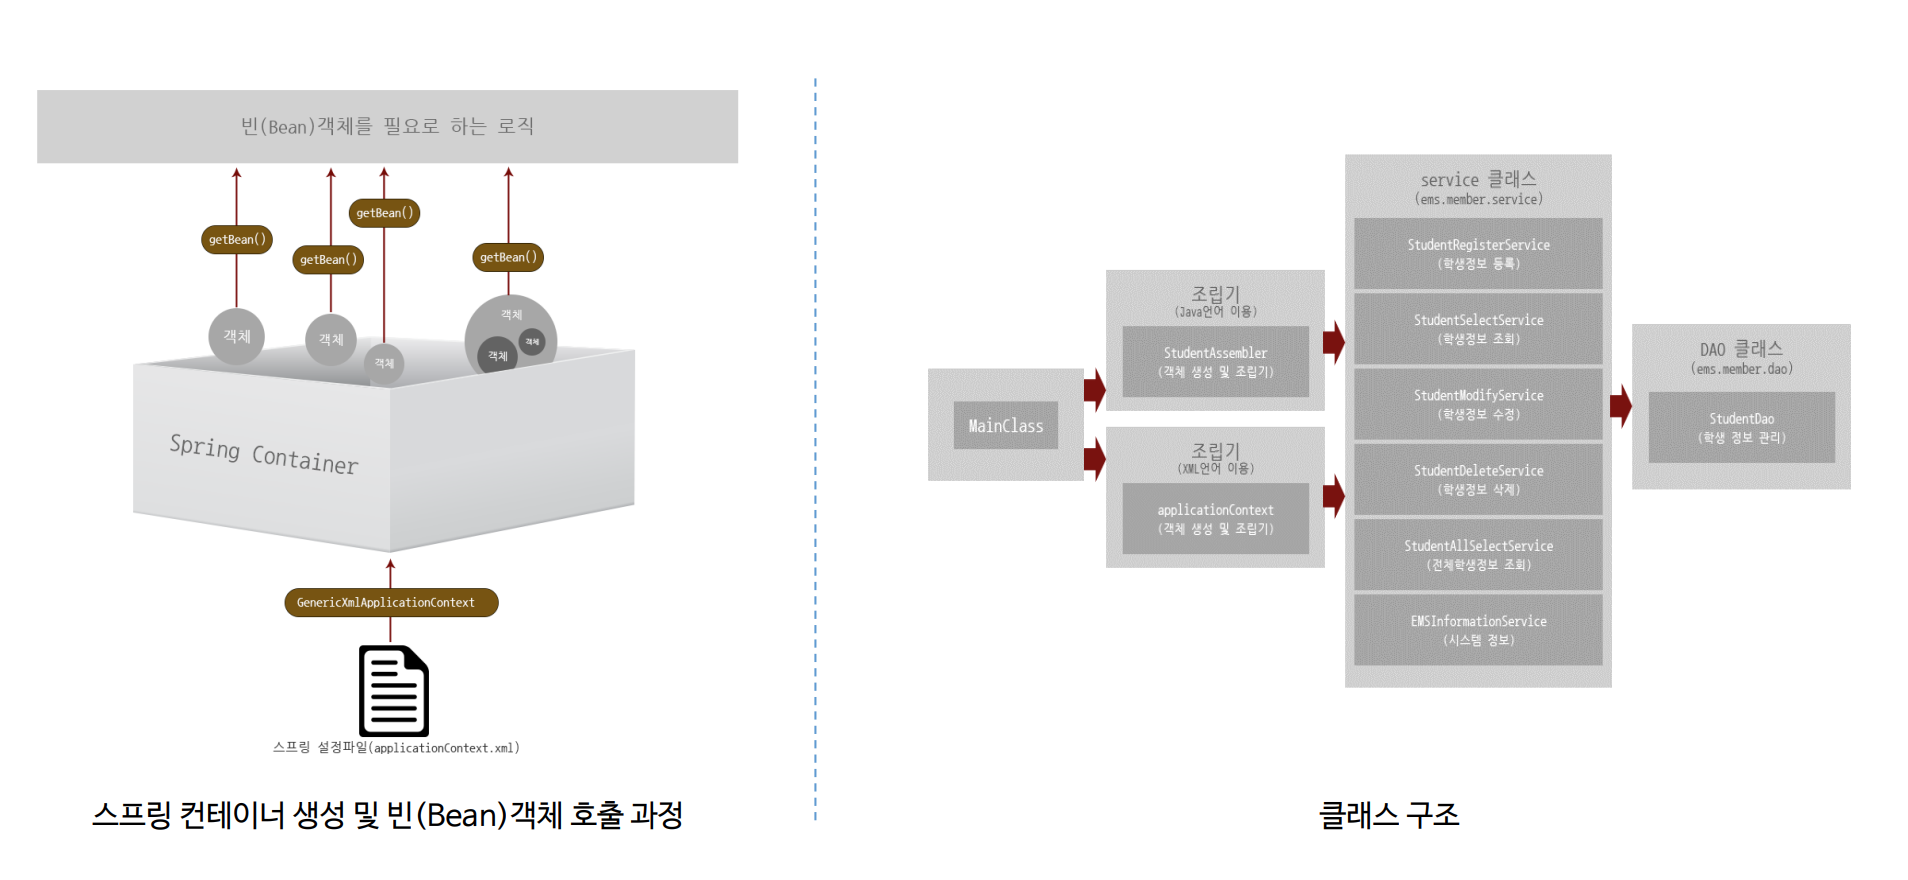 빈(Bean)객체를 필요로 하는 로직
getBean()
getBean()
getBean()
getBean()
객체
객체
객체
객체
객체
객체
Spring Container
GenericXmlApplicationContext
스프링 설정파일(applicationContext.xml)
스프링 컨테이너 생성 및 빈(Bean)객체 호출 과정
MainClass
조립기
(Java언어 이용)
StudentAssembler
(객체 생성 및 조립기)
조립기
(XML언어 이용)
applicationContext
(객체 생성 및 조립기)
service 클래스
(ems.member.service)
StudentRegisterService
(학생정보 등록)
StudentSelectService
(학생정보 조회)
StudentModifyService
(학생정보 수정)
StudentDeleteService
(학생정보 삭제)
StudentAllSelectService
(전체학생정보 조회)
EMSInformationService
(시스템 정보)
DAO 클래스
(ems.member.dao)
StudentDao
(학생 정보 관리)
클래스 구조